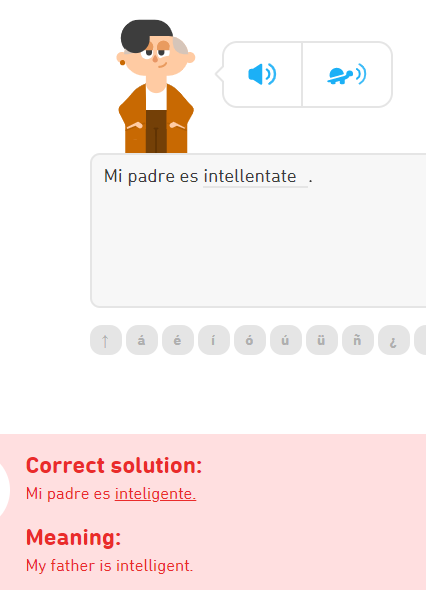 Mi padre es intellentate .
↑ á é í ó ú ü ñ ¿
Correct solution:
Mi padre es inteligente.
Meaning:
My father is intelligent.